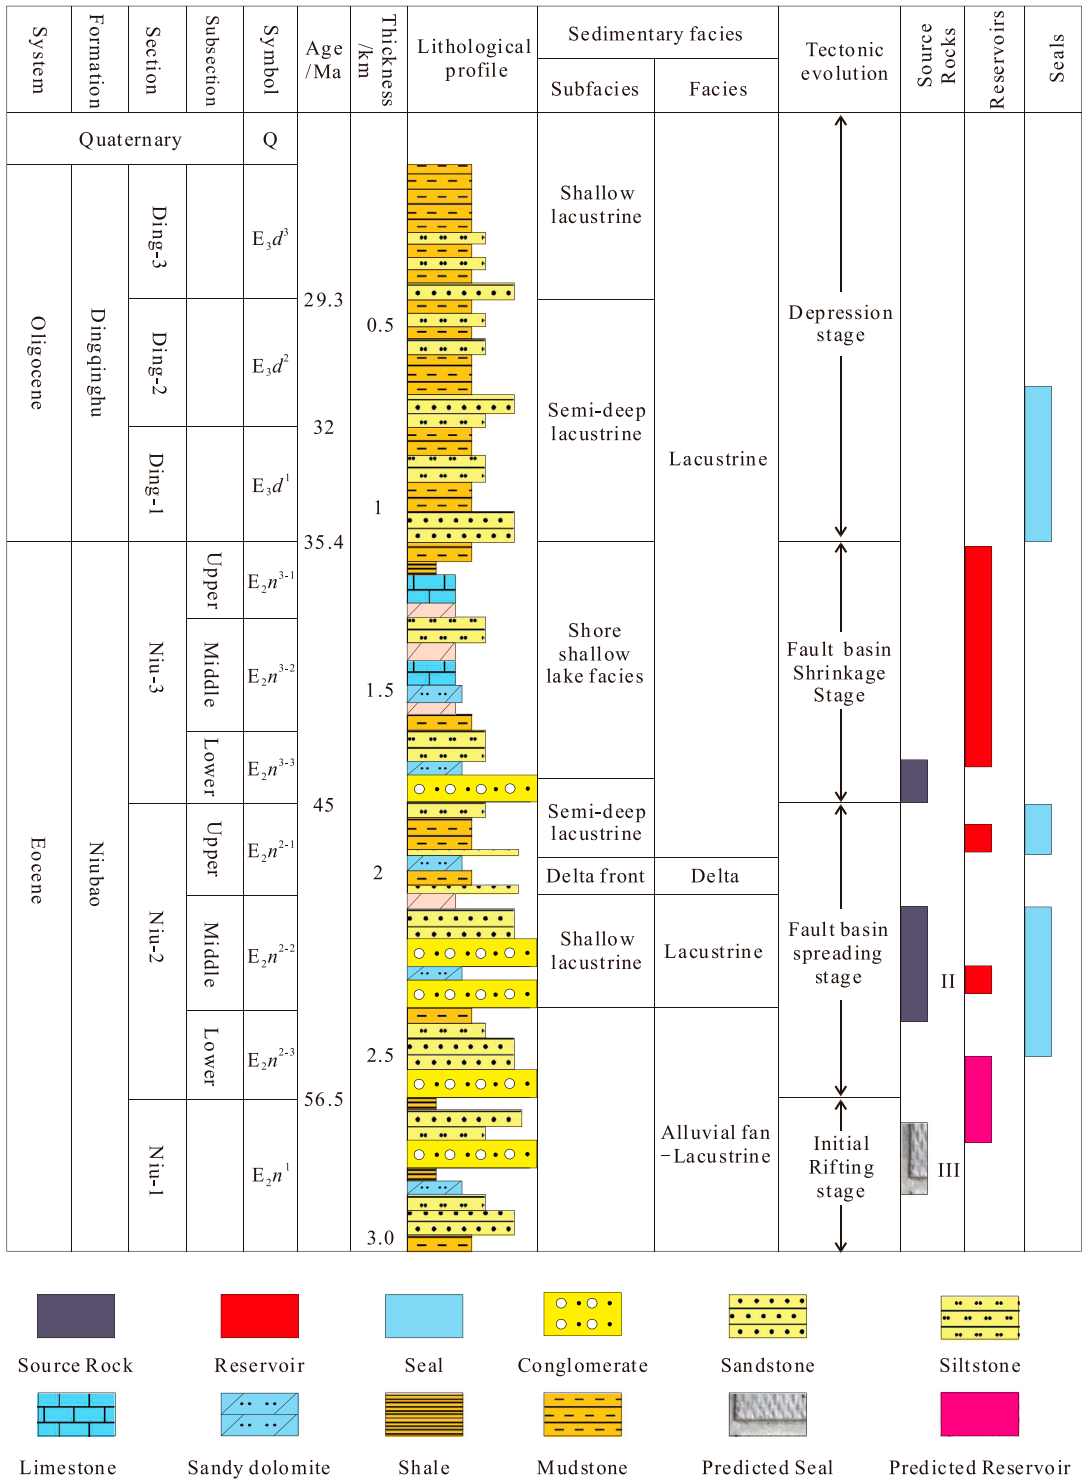 System
Formation
Section
Subsection
Symbol
Age
/Ma
Thickness
/km
Lithological
profile
Sedimentary facies
Subfacies
Facies
Tectonic
evolution
Source
Rocks
Reservoirs
Seals
Quaternary
Q
Oligocene
Dingqinghu
Ding-3
E₃d³
29.3
Ding-2
E₃d²
32
Ding-1
E₃d¹
35.4
Eocene
Niubao
Niu-3
Upper
E₂n³⁻¹
Middle
E₂n³⁻²
Lower
E₂n³⁻³
45
Niu-2
Upper
E₂n²⁻¹
Middle
E₂n²⁻²
Lower
E₂n²⁻³
56.5
Niu-1
E₂n¹
0.5
1
1.5
2
2.5
3.0
Shallow
lacustrine
Semi-deep
lacustrine
Shore
shallow
lake facies
Semi-deep
lacustrine
Delta front
Shallow
lacustrine
Lacustrine
Delta
Lacustrine
Alluvial fan
–Lacustrine
Depression
stage
Fault basin
Shrinkage
Stage
Fault basin
spreading
stage
Initial
Rifting
stage
II
III
Source Rock
Reservoir
Seal
Conglomerate
Sandstone
Siltstone
Limestone
Sandy dolomite
Shale
Mudstone
Predicted Seal
Predicted Reservoir